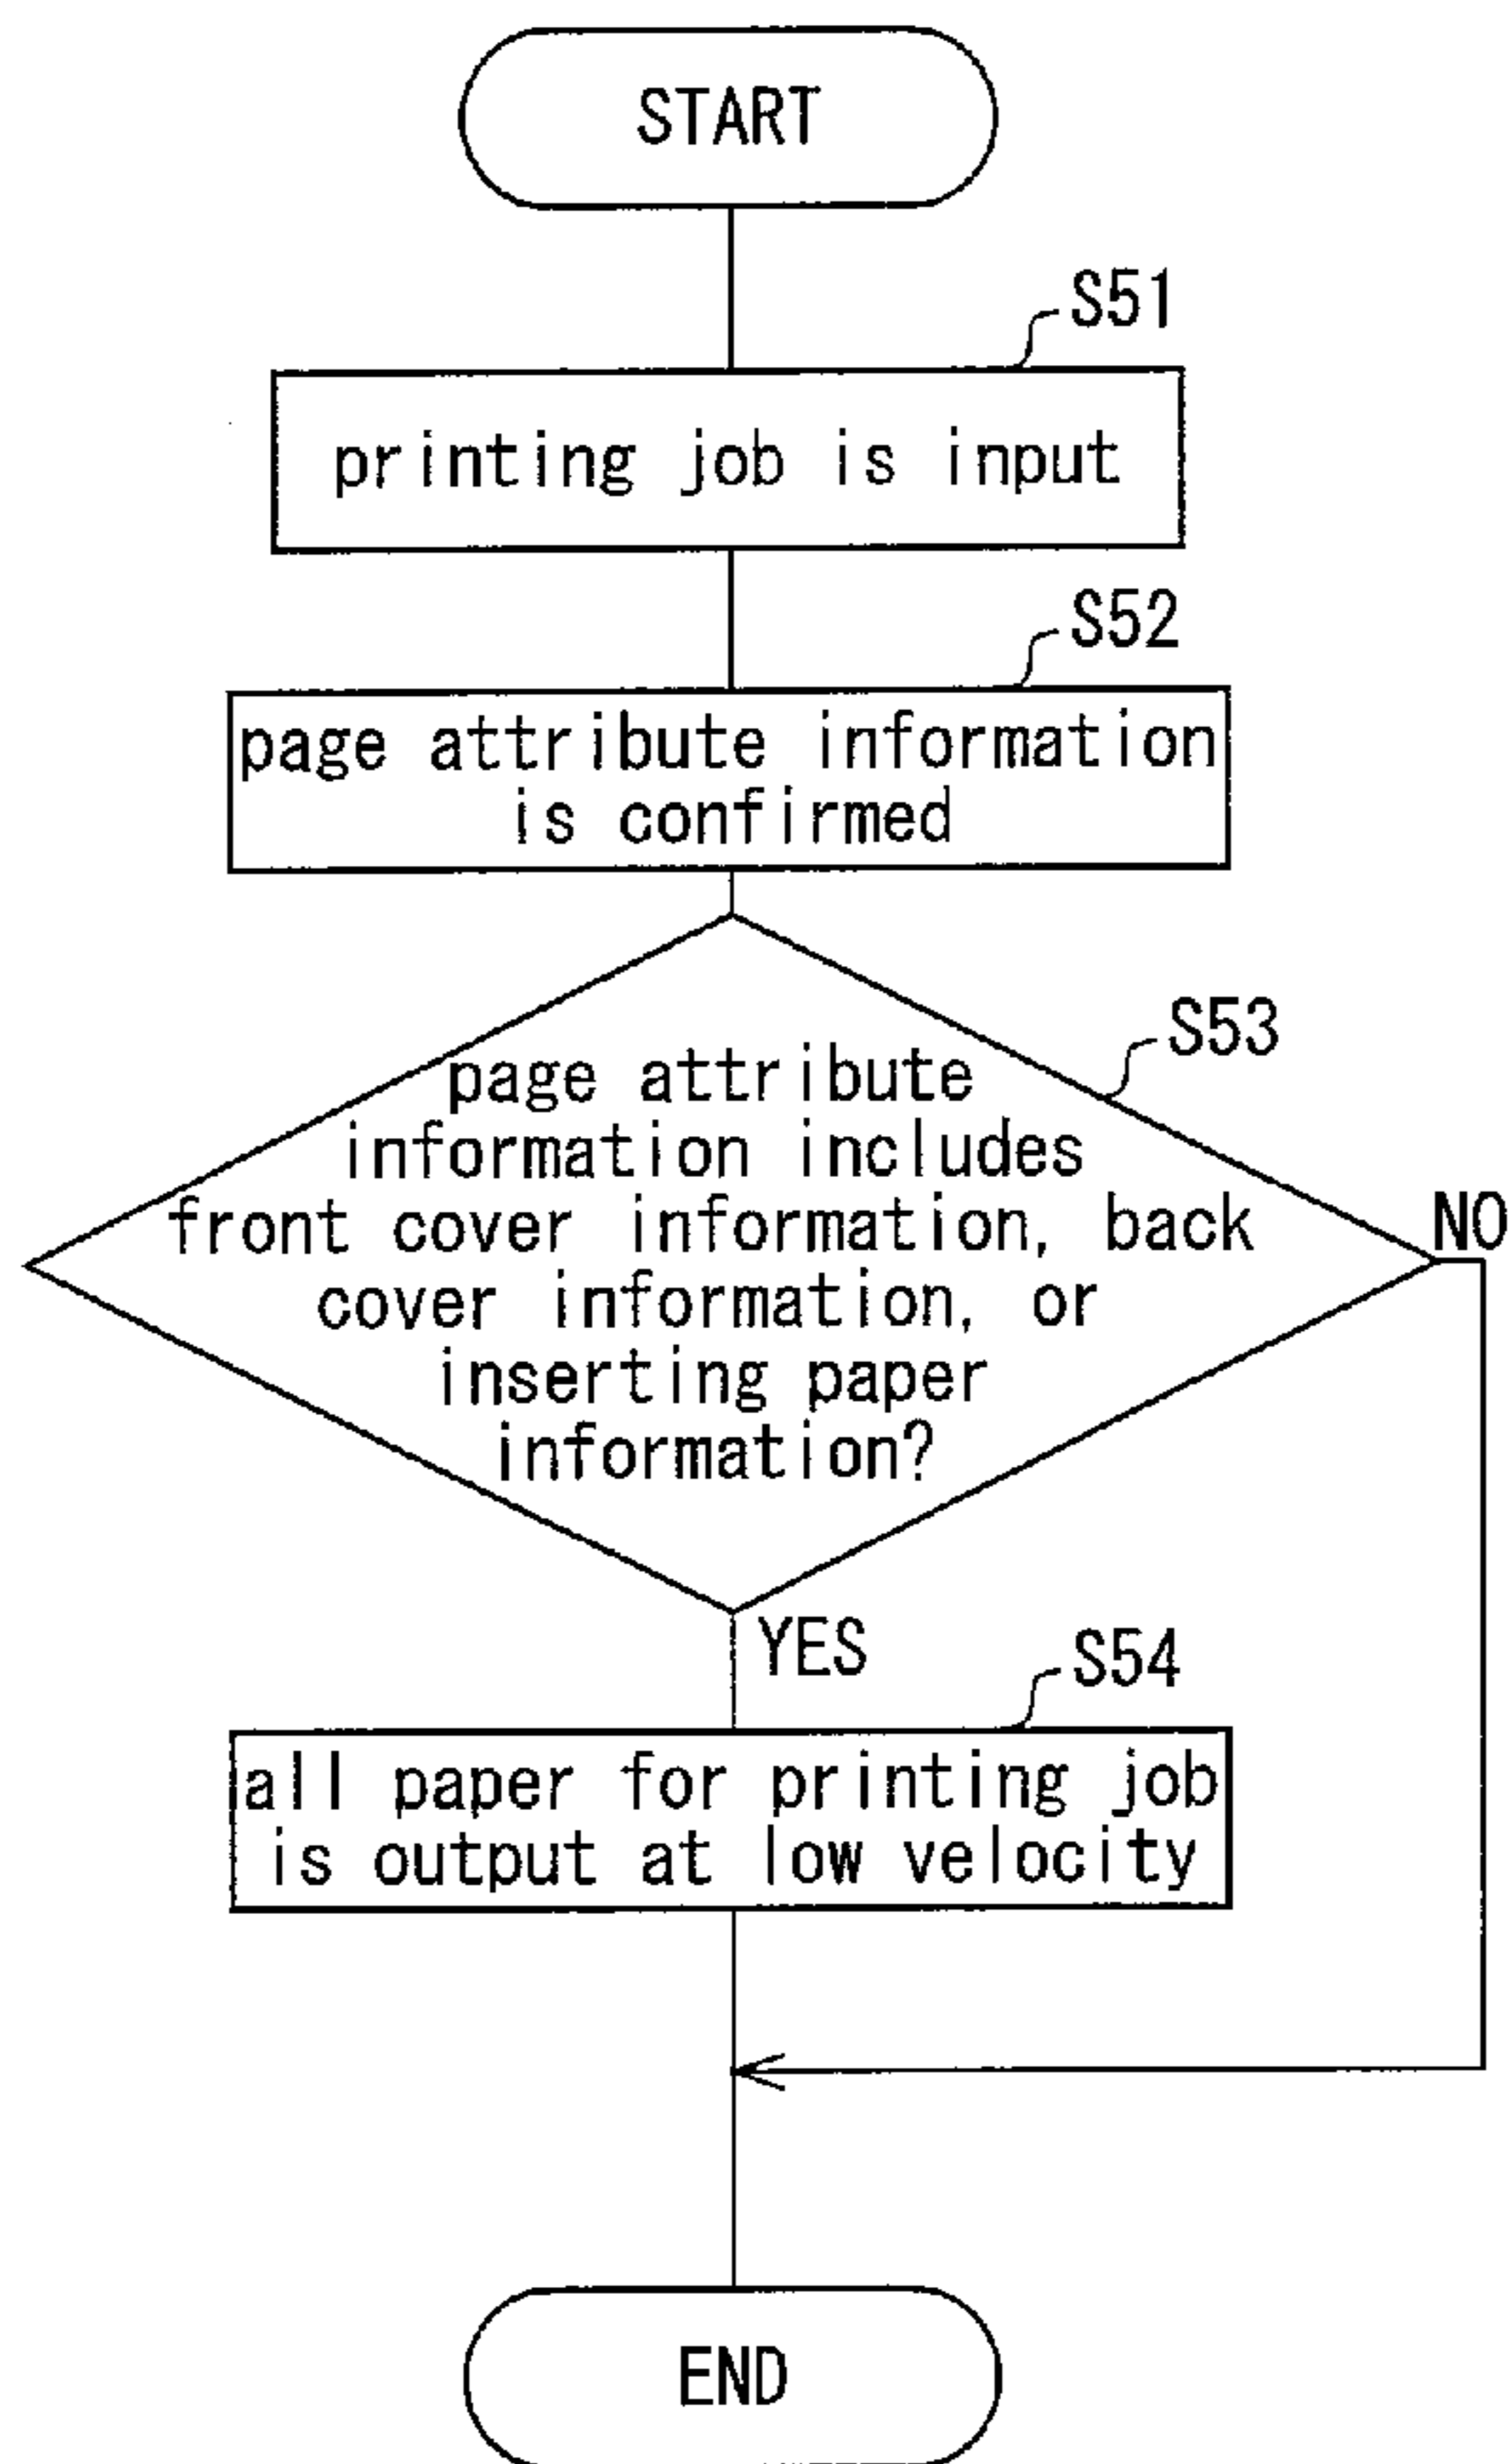 START
S51
printing job is input
S52
page attribute information
is confirmed
S53
page attribute
information includes
front cover information, back
cover information, or
inserting paper
information?
NO
YES
S54
all paper for printing job
is output at low velocity
END